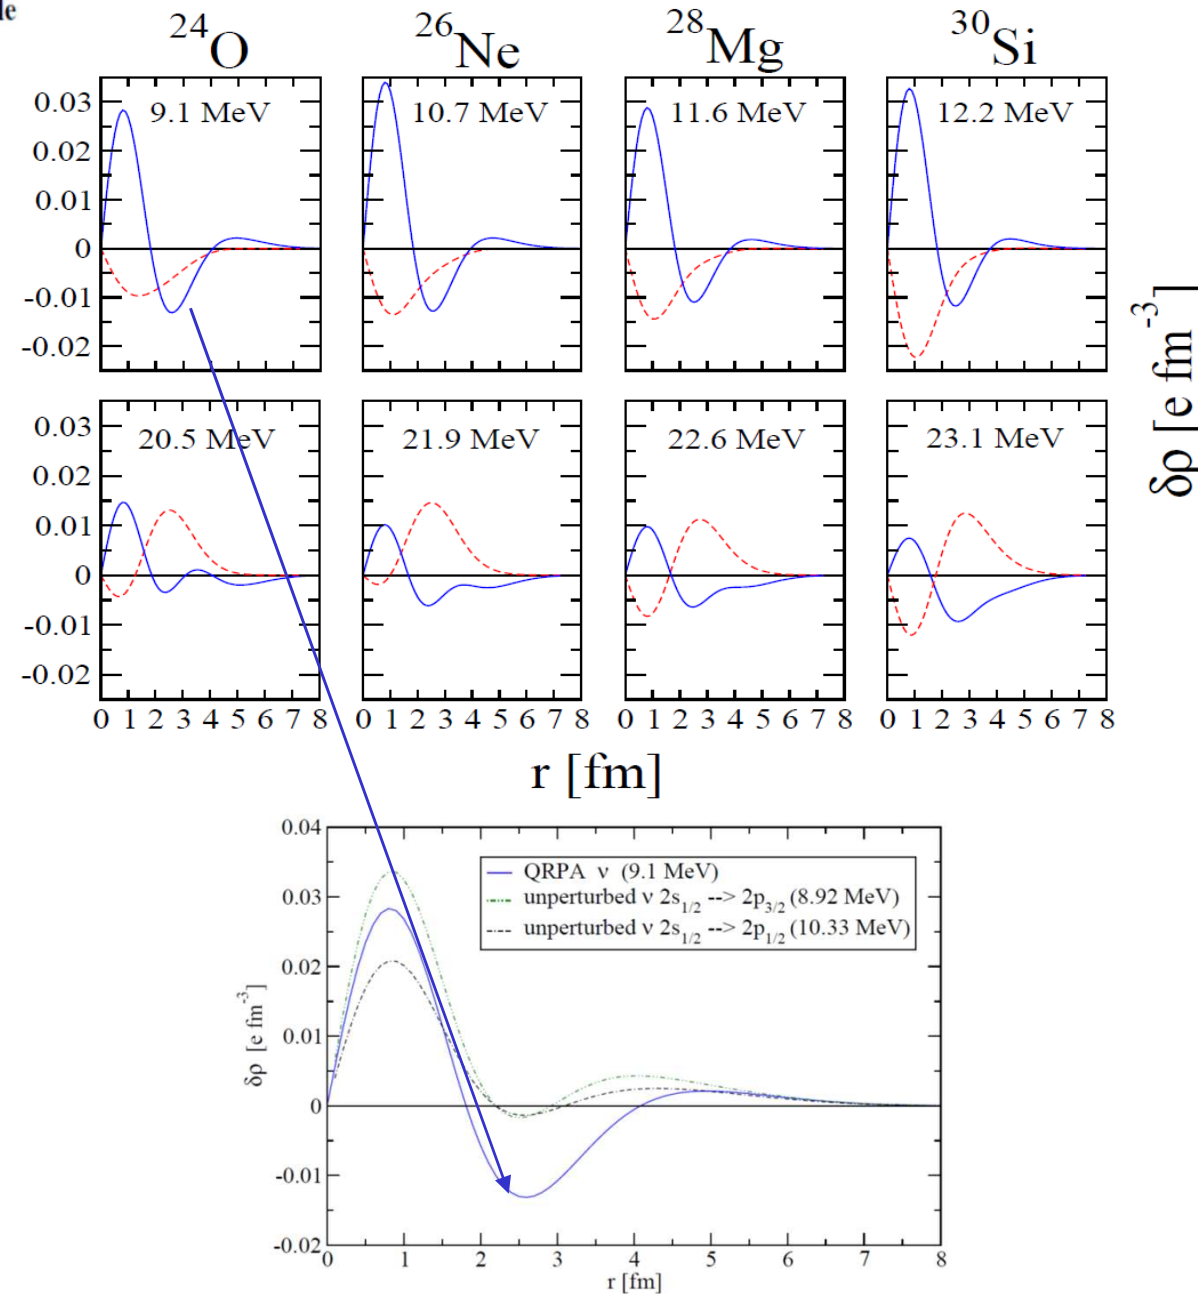 le
24O 26Ne 28Mg 30Si
0.03 9.1 MeV 10.7 MeV 11.6 MeV 12.2 MeV
0.02
0.01
0
-0.01
-0.02
0.03 20.5 MeV 21.9 MeV 22.6 MeV 23.1 MeV
0.02
0.01
0
-0.01
-0.02
0 1 2 3 4 5 6 7 8 0 1 2 3 4 5 6 7 8 0 1 2 3 4 5 6 7 8 0 1 2 3 4 5 6 7 8
r [fm]
δρ [e fm-3]
0.04
0.03
0.02
0.01
0
-0.01
-0.02
δρ [e fm-3]
QRPA ν (9.1 MeV)
unperturbed ν 2s1/2 --> 2p3/2 (8.92 MeV)
unperturbed ν 2s1/2 --> 2p1/2 (10.33 MeV)
0 1 2 3 4 5 6 7 8
r [fm]